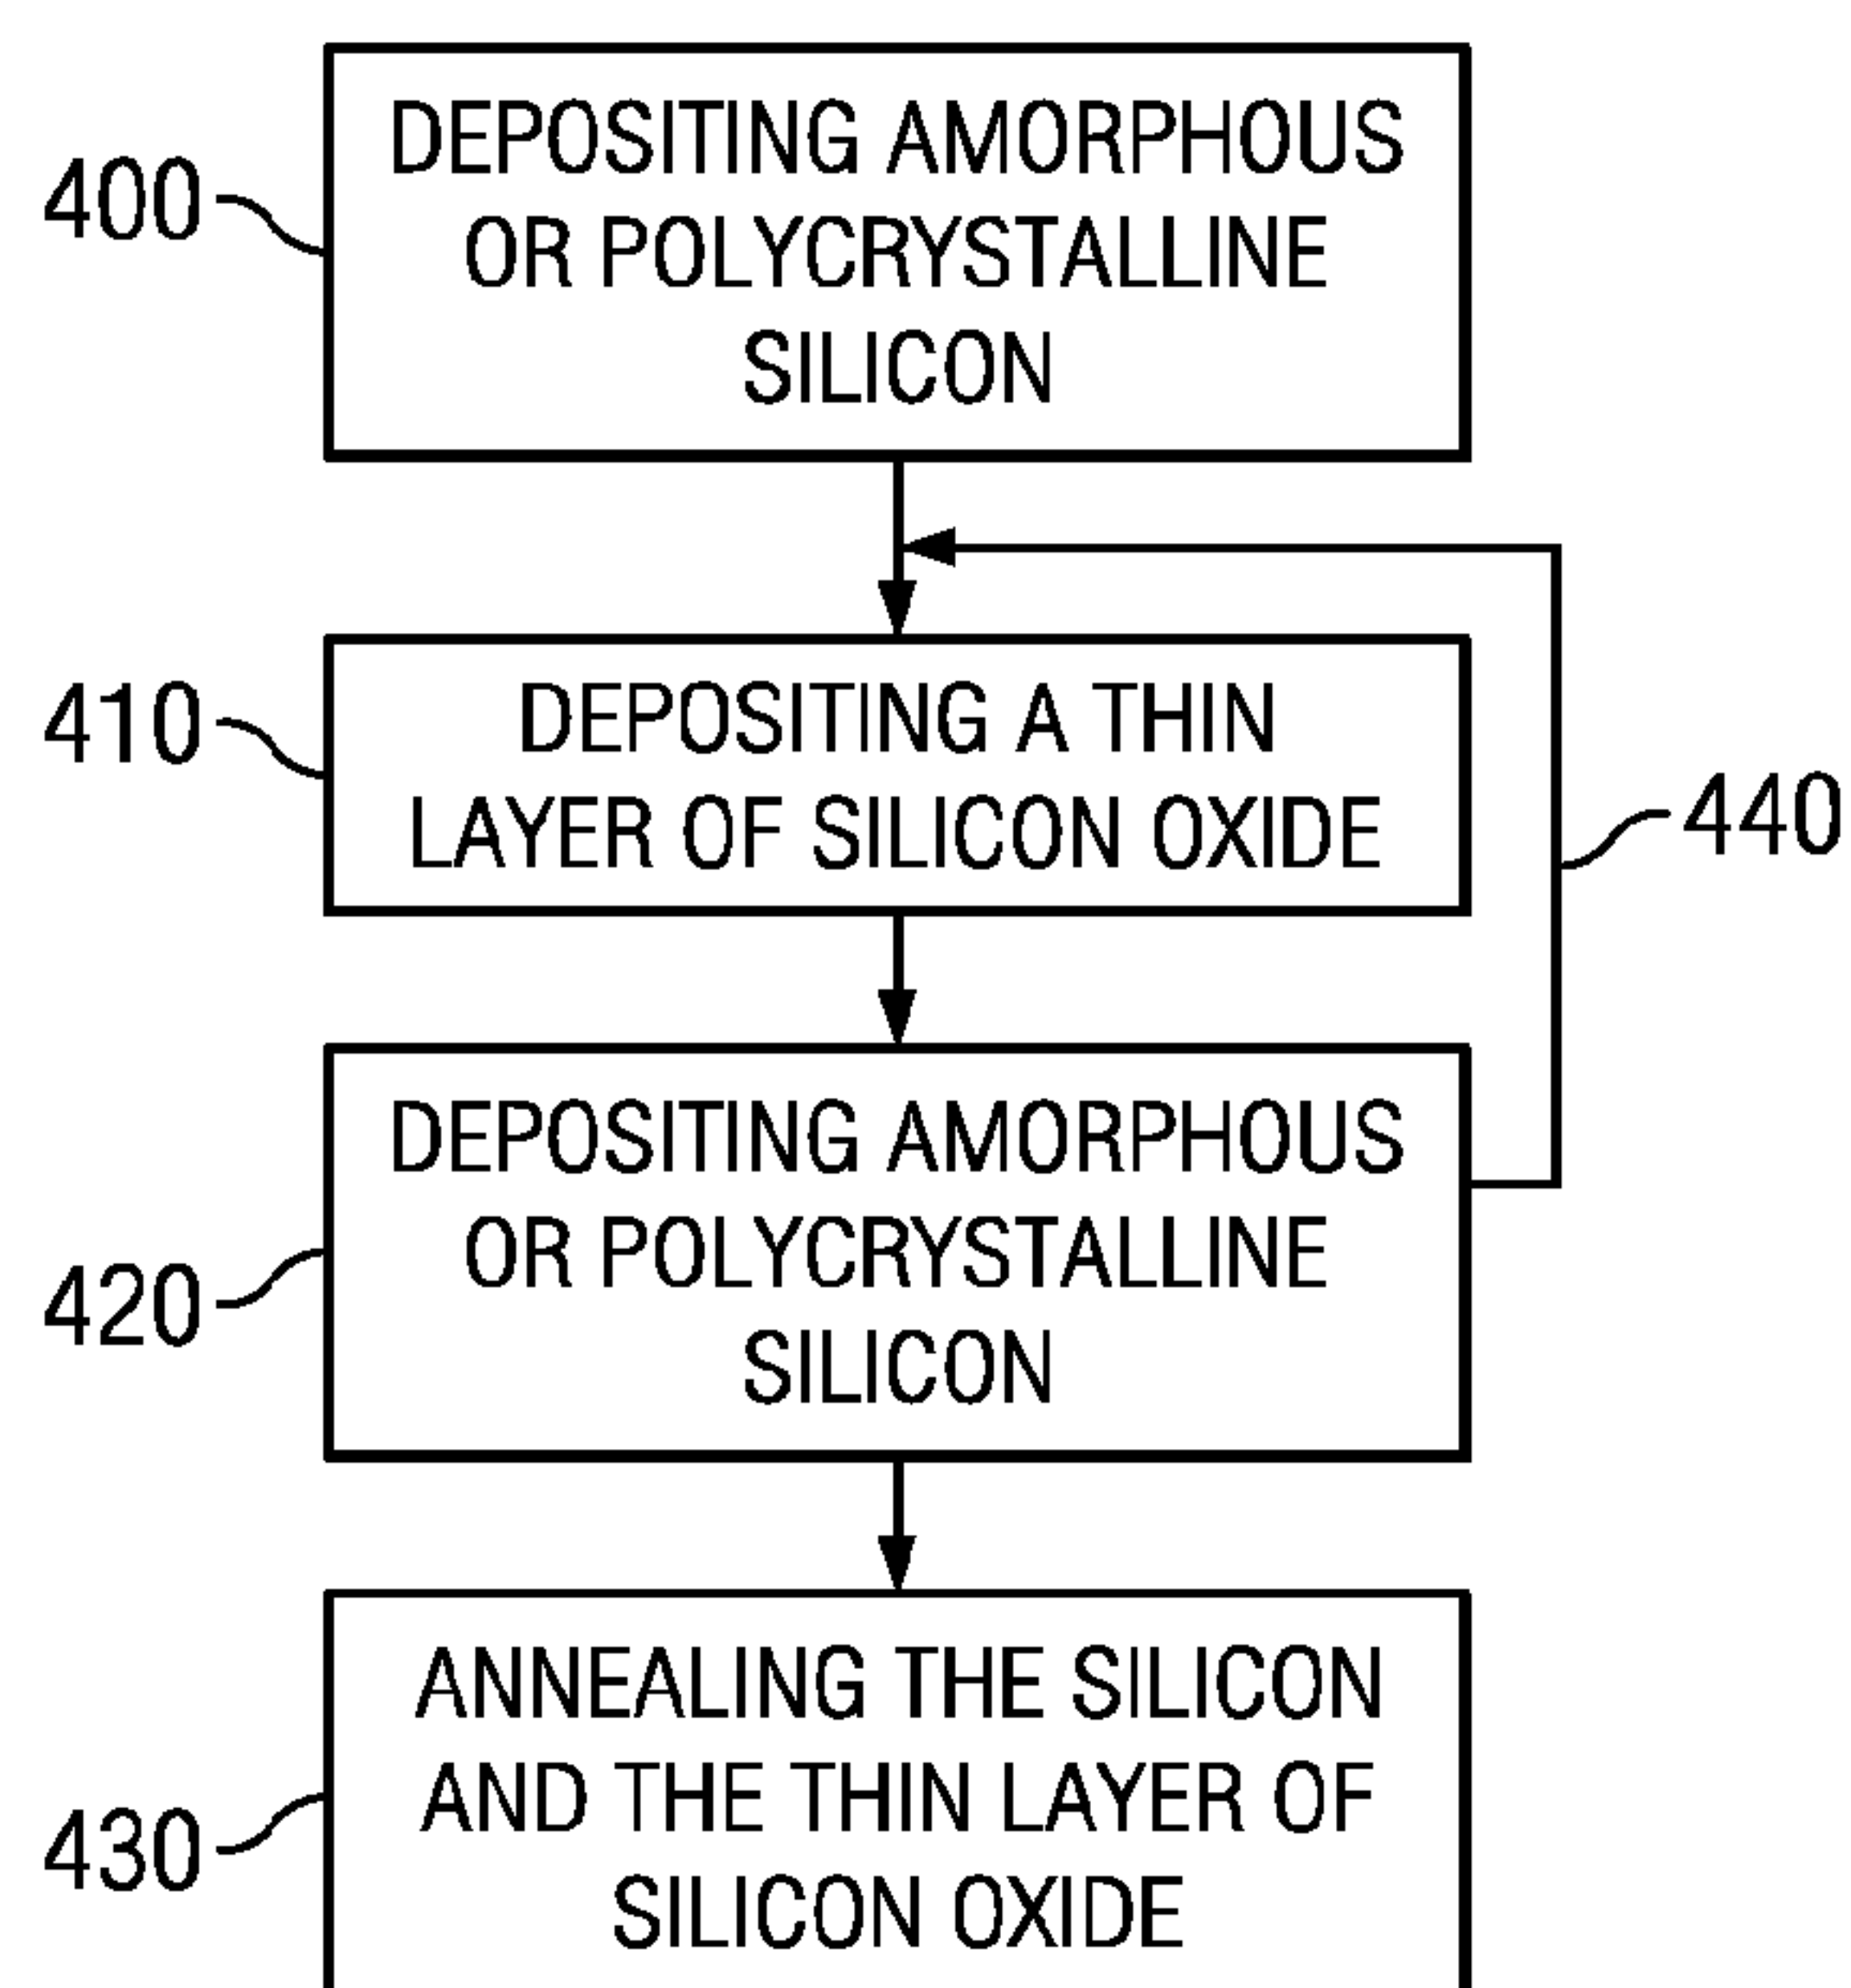 400
DEPOSITING AMORPHOUS
OR POLYCRYSTALLINE
SILICON
410
DEPOSITING A THIN
LAYER OF SILICON OXIDE
440
420
DEPOSITING AMORPHOUS
OR POLYCRYSTALLINE
SILICON
430
ANNEALING THE SILICON
AND THE THIN LAYER OF
SILICON OXIDE